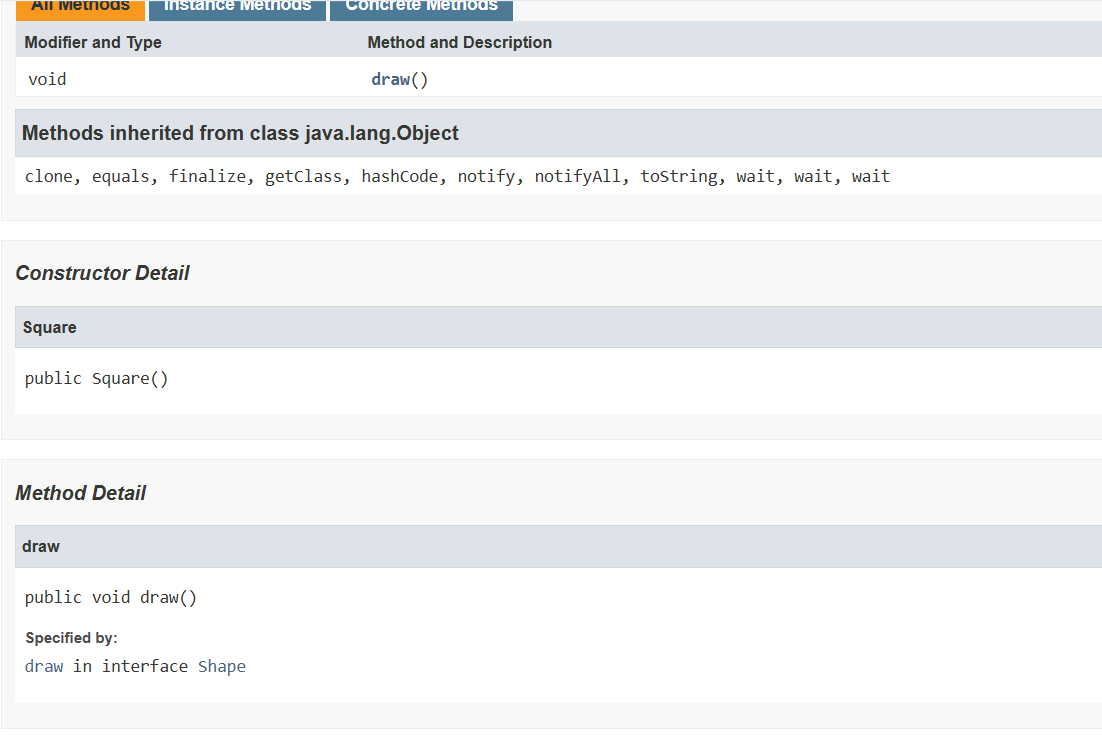 All Methods Instance Methods Concrete Methods
Modifier and Type Method and Description
void draw()
Methods inherited from class java.lang.Object
clone, equals, finalize, getClass, hashCode, notify, notifyAll, toString, wait, wait, wait
Constructor Detail
Square
public Square()
Method Detail
draw
public void draw()
Specified by:
draw in interface Shape